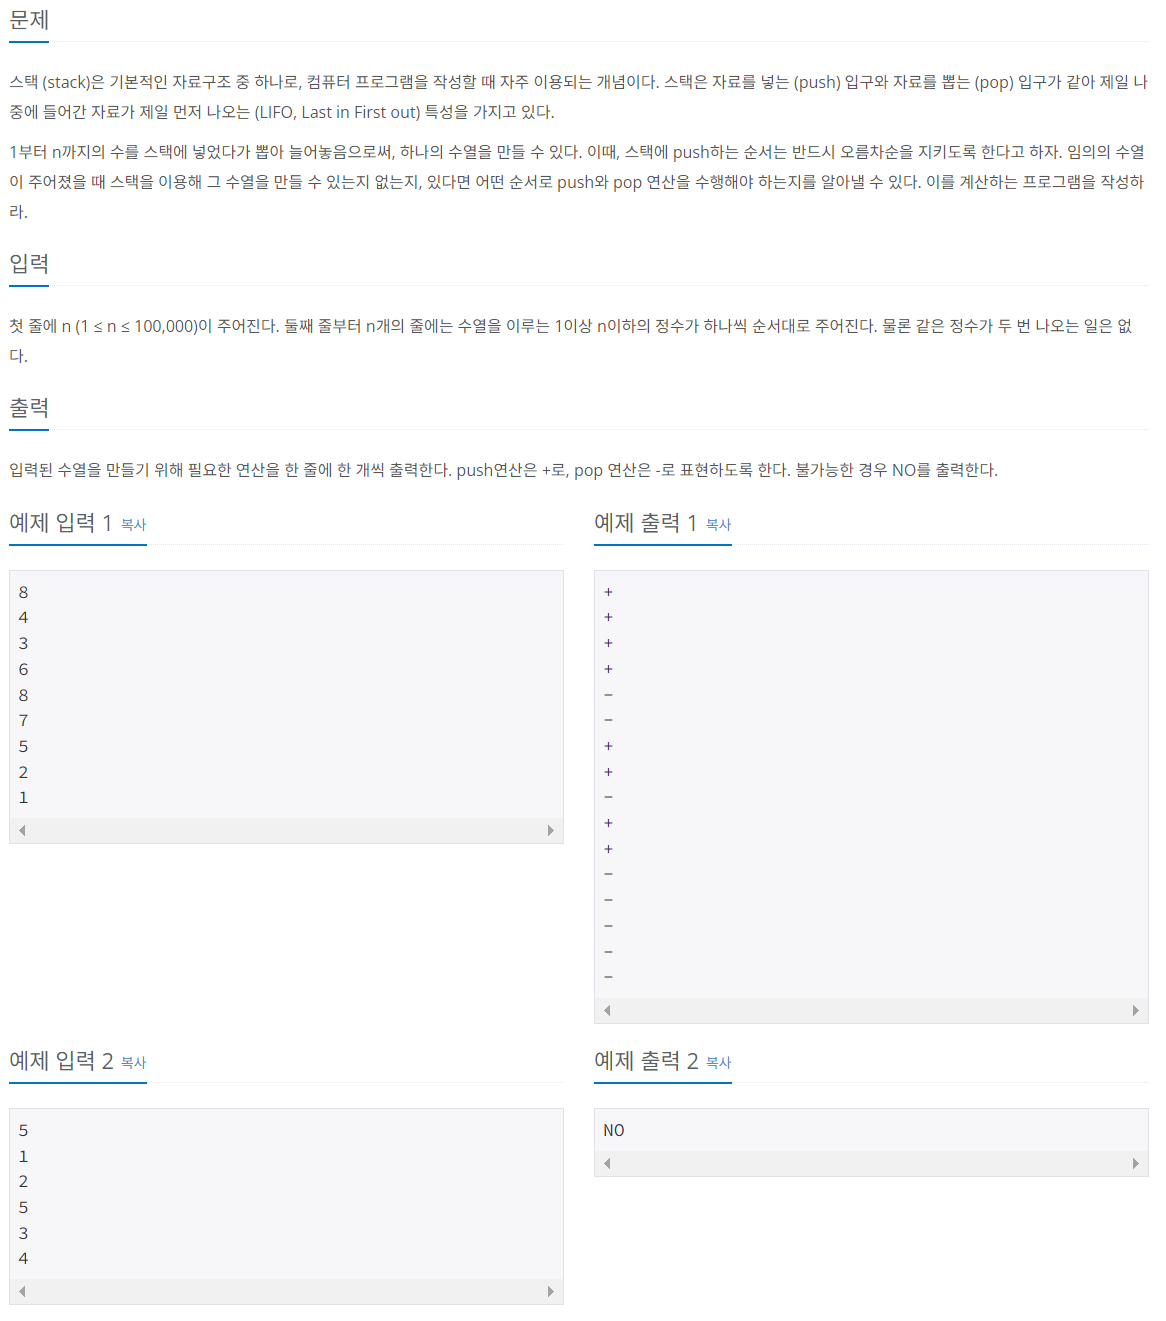 문제
스택 (stack)은 기본적인 자료구조 중 하나로, 컴퓨터 프로그램을 작성할 때 자주 이용되는 개념이다. 스택은 자료를 넣는 (push) 입구와 자료를 뽑는 (pop) 입구가 같아 제일 나
중에 들어간 자료가 제일 먼저 나오는 (LIFO, Last in First out) 특성을 가지고 있다.
1부터 n까지의 수를 스택에 넣었다가 뽑아 늘어놓음으로써, 하나의 수열을 만들 수 있다. 이때, 스택에 push하는 순서는 반드시 오름차순을 지키도록 한다고 하자. 임의의 수열
이 주어졌을 때 스택을 이용해 그 수열을 만들 수 있는지 없는지, 있다면 어떤 순서로 push와 pop 연산을 수행해야 하는지를 알아낼 수 있다. 이를 계산하는 프로그램을 작성하
라.
입력
첫 줄에 n (1 ≤ n ≤ 100,000)이 주어진다. 둘째 줄부터 n개의 줄에는 수열을 이루는 1이상 n이하의 정수가 하나씩 순서대로 주어진다. 물론 같은 정수가 두 번 나오는 일은 없
다.
출력
입력된 수열을 만들기 위해 필요한 연산을 한 줄에 한 개씩 출력한다. push연산은 +로, pop 연산은 -로 표현하도록 한다. 불가능한 경우 NO를 출력한다.
예제 입력 1 복사
8
4
3
6
8
7
5
2
1
예제 출력 1 복사
+
+
+
+
-
-
+
+
-
+
+
-
-
-
-
-
예제 입력 2 복사
5
1
2
5
3
4
예제 출력 2 복사
NO